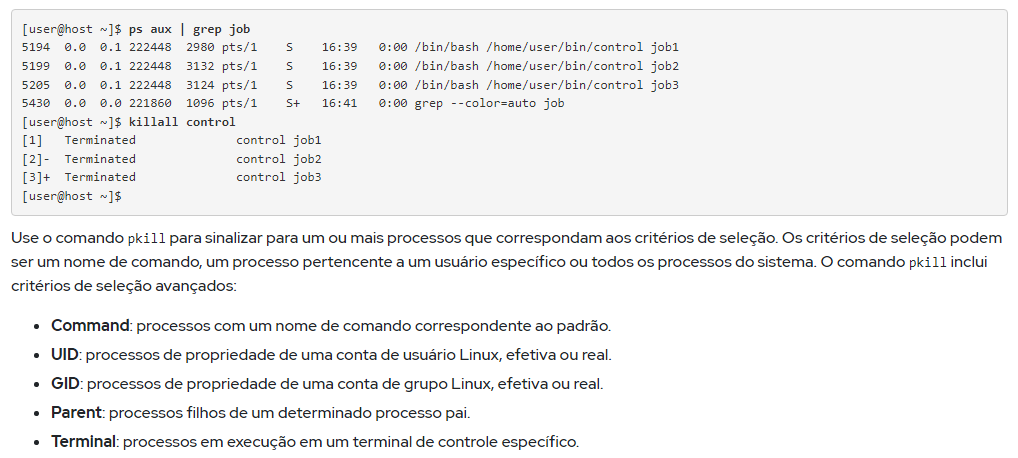 [user@host ~]$ ps aux | grep job
5194  0.0  0.1 222448  2980 pts/1    S    16:39   0:00 /bin/bash /home/user/bin/control job1
5199  0.0  0.1 222448  3132 pts/1    S    16:39   0:00 /bin/bash /home/user/bin/control job2
5205  0.0  0.1 222448  3124 pts/1    S    16:39   0:00 /bin/bash /home/user/bin/control job3
5430  0.0  0.0 221860  1096 pts/1    S+   16:41   0:00 grep --color=auto job
[user@host ~]$ killall control
[1]   Terminated              control job1
[2]-  Terminated              control job2
[3]+  Terminated              control job3
[user@host ~]$
Use o comando pkill para sinalizar para um ou mais processos que correspondam aos critérios de seleção. Os critérios de seleção podem
ser um nome de comando, um processo pertencente a um usuário específico ou todos os processos do sistema. O comando pkill inclui
critérios de seleção avançados:
• Command: processos com um nome de comando correspondente ao padrão.
• UID: processos de propriedade de uma conta de usuário Linux, efetiva ou real.
• GID: processos de propriedade de uma conta de grupo Linux, efetiva ou real.
• Parent: processos filhos de um determinado processo pai.
• Terminal: processos em execução em um terminal de controle específico.